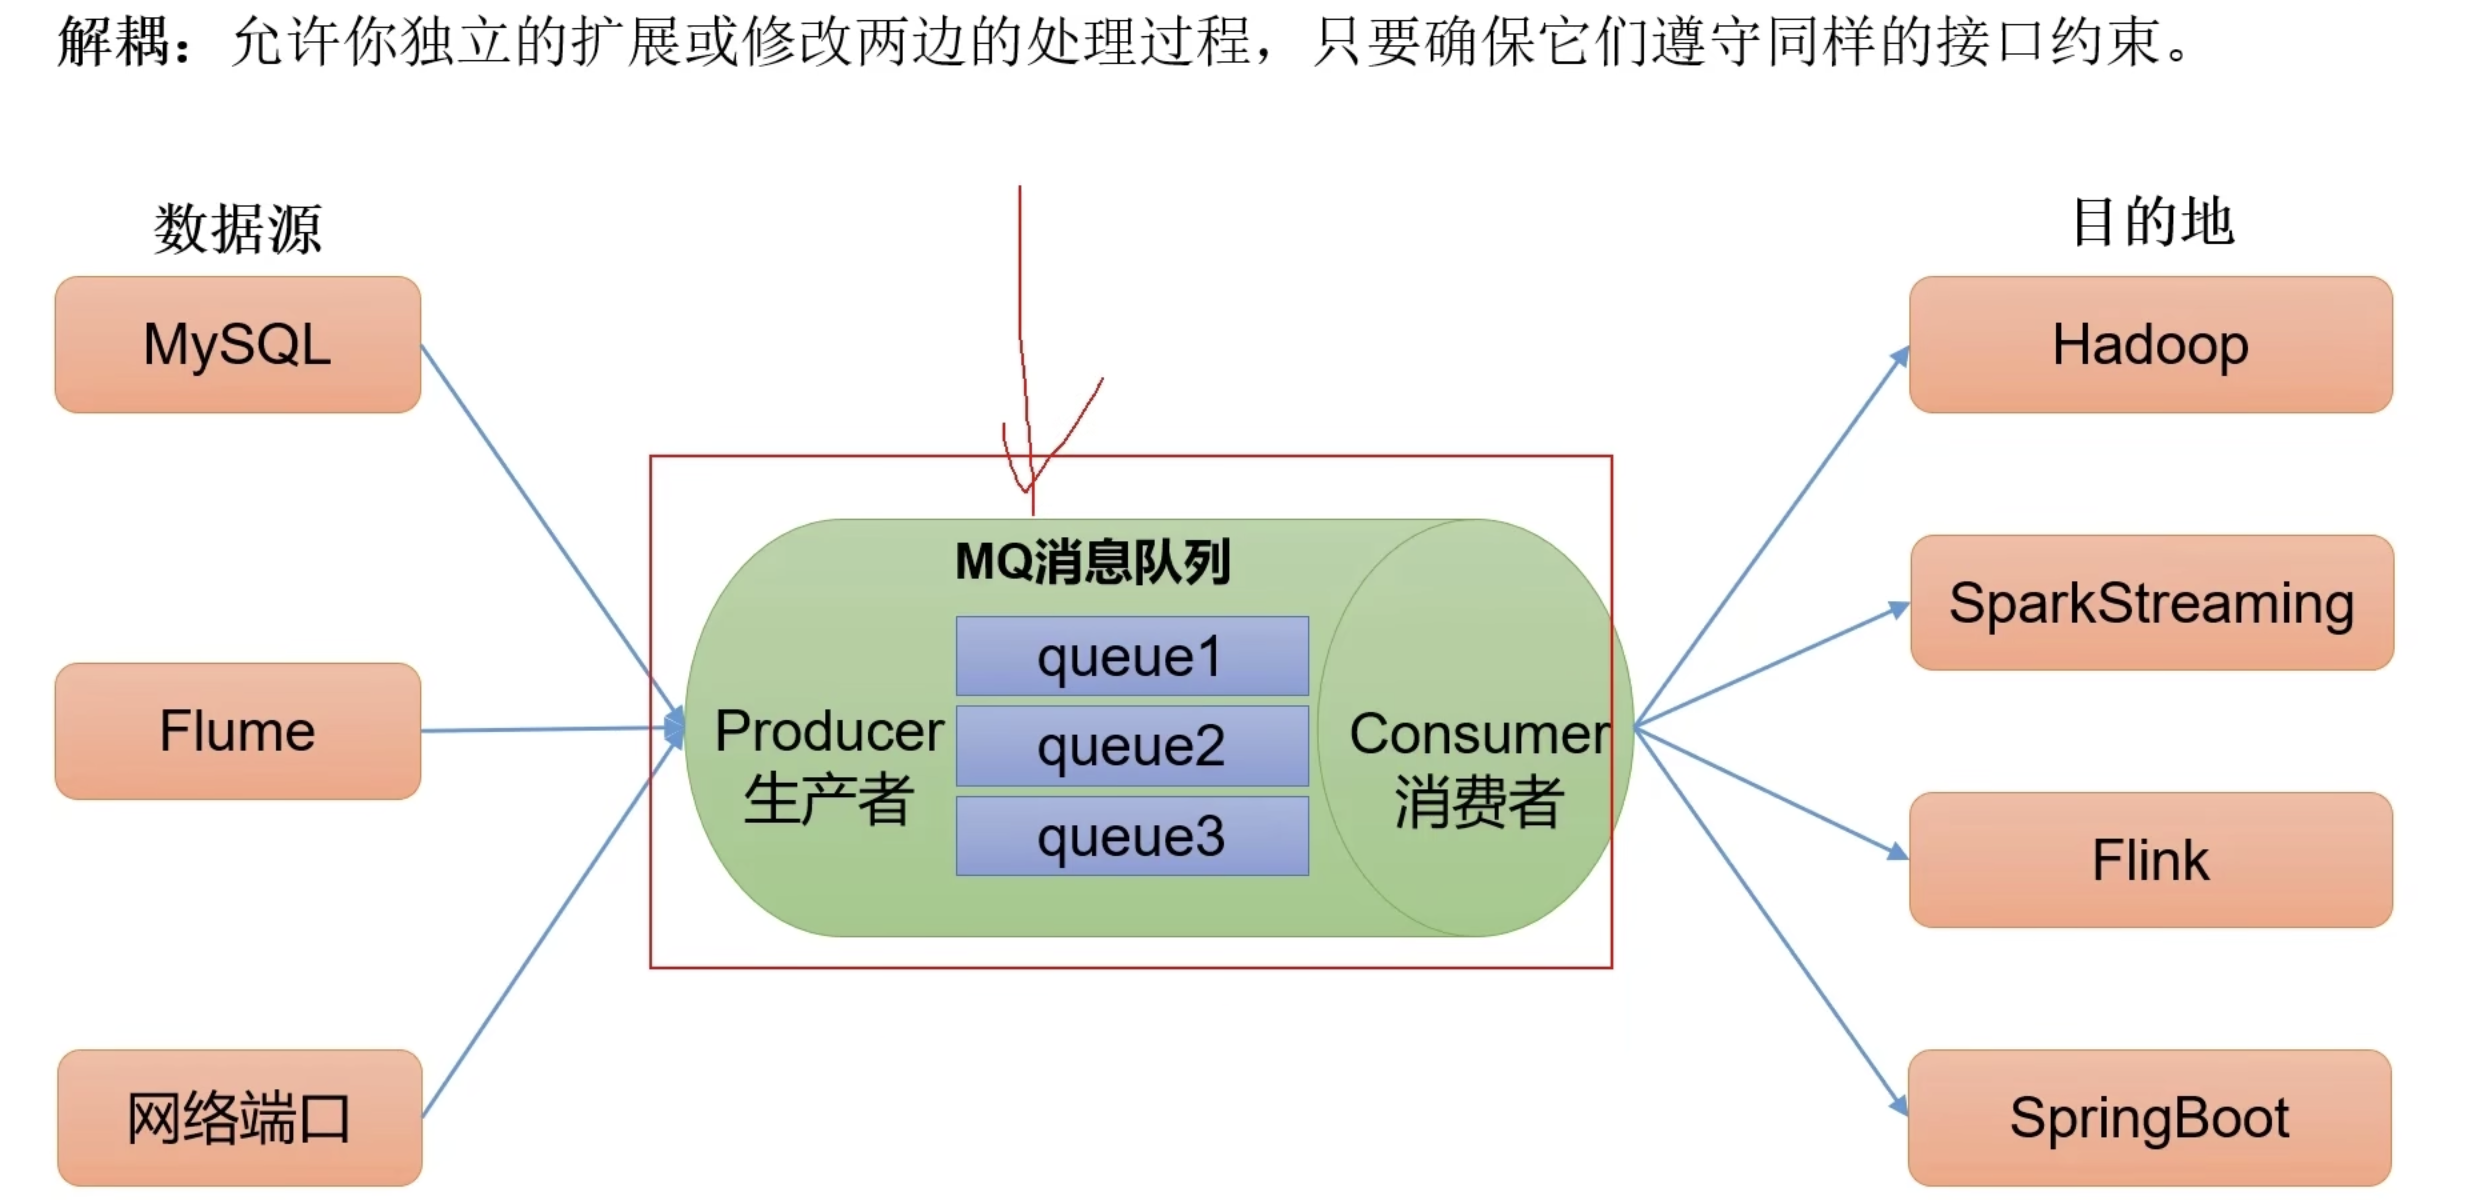 解耦：允许你独立的扩展或修改两边的处理过程，只要确保它们遵守同样的接口约束。
数据源
目的地
MySQL
Hadoop
MQ消息队列
SparkStreaming
queue1
Flume
Producer
生产者
queue2
Consumer
消费者
queue3
Flink
网络端口
SpringBoot